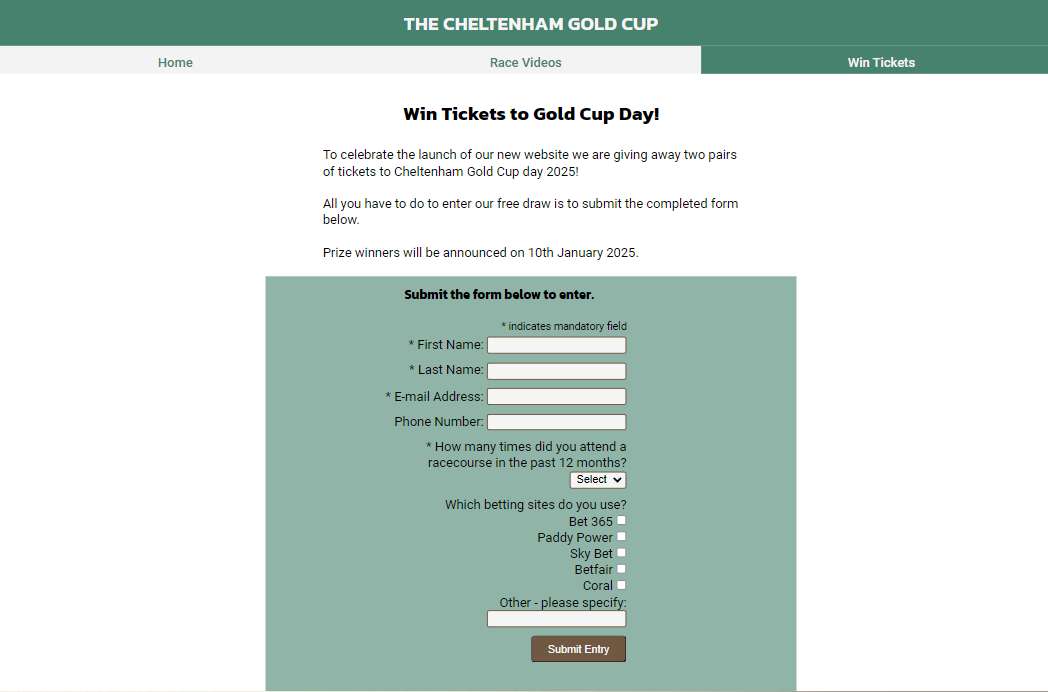 THE CHELTENHAM GOLD CUP
Home
Race Videos
Win Tickets
Win Tickets to Gold Cup Day!
To celebrate the launch of our new website we are giving away two pairs
of tickets to Cheltenham Gold Cup day 2025!
All you have to do to enter our free draw is to submit the completed form
below.
Prize winners will be announced on 10th January 2025.
Submit the form below to enter.
* indicates mandatory field
* First Name:
* Last Name:
* E-mail Address:
Phone Number:
* How many times did you attend a
racecourse in the past 12 months?
Select
Which betting sites do you use?
Bet 365
Paddy Power
Sky Bet
Betfair
Coral
Other - please specify:
Submit Entry